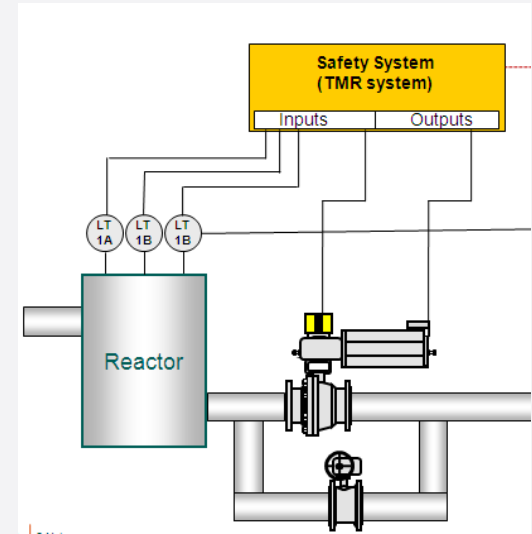 Safety System
(TMR system)
Inputs Outputs
LT LT LT
1A 1B 1B
Reactor